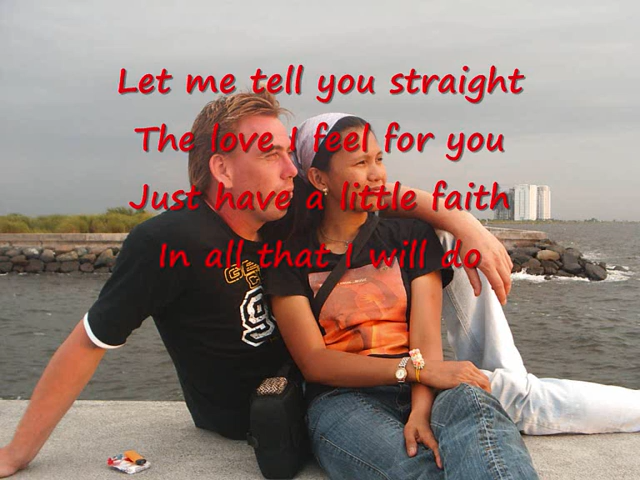 Let me tell you straight
The love I feel for you
Just have a little faith
In all that I will do
9